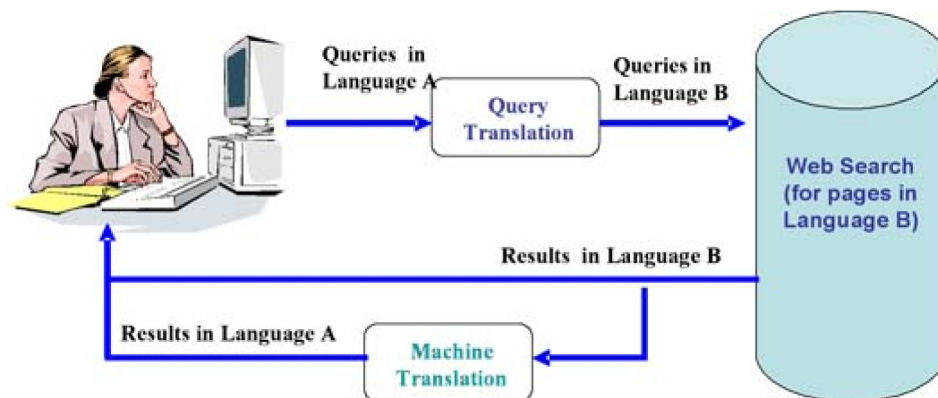 Queries in
Language A
Queries in
Language B
Query
Translation
Web Search
(for pages in
Language B)
Results in Language B
Results in Language A
Machine
Translation